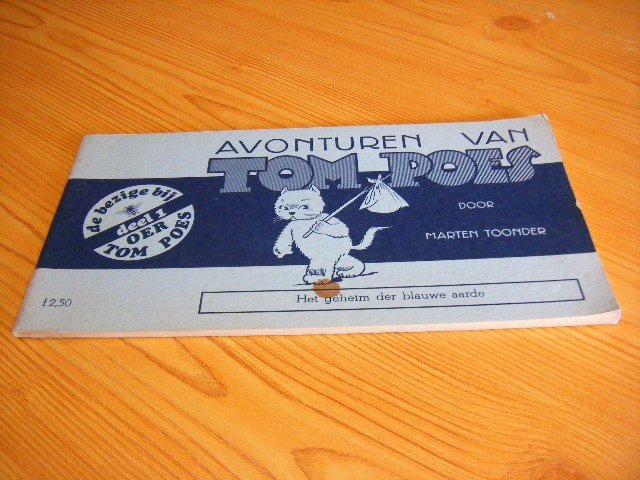 AVONTUREN VAN
TOM POES
DOOR
MARTEN TOONDER
de bezige bij
deel 1
OER
TOM POES
f 2,50
Het geheim der blauwe aarde